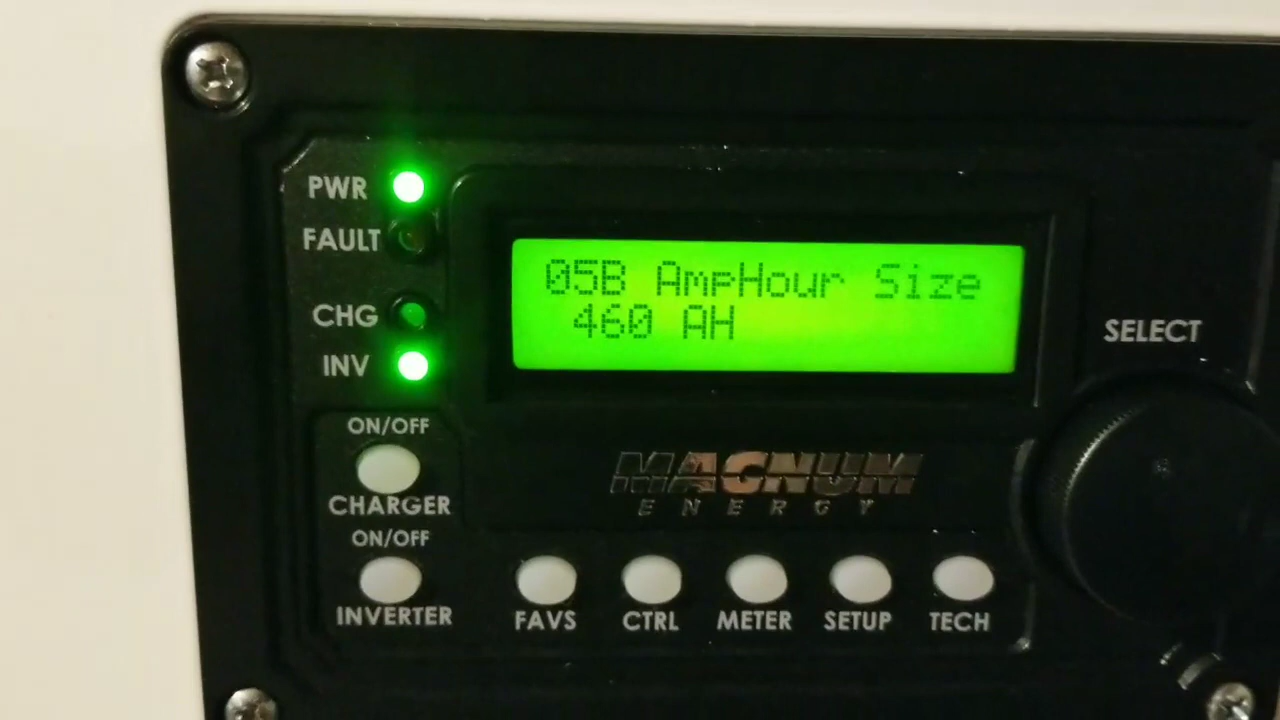 PWR
FAULT
CHG
INV
ON/OFF
CHARGER
ON/OFF
INVERTER
05B AmpHour Size
460 AH
MAGNUM
ENERGY
FAVS
CTRL
METER
SETUP
TECH
SELECT